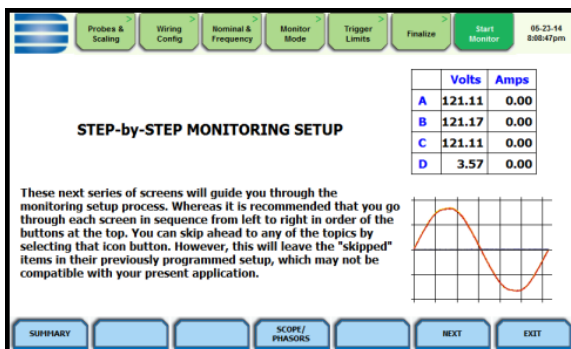 Probes &
Scaling
Wiring
Config
Nominal &
Frequency
Monitor
Mode
Trigger
Limits
Finalize
Start
Monitor
05-23-14
8:08:47pm
Volts Amps
A 121.11 0.00
B 121.17 0.00
C 121.11 0.00
D 3.57 0.00
STEP-by-STEP MONITORING SETUP
These next series of screens will guide you through the
monitoring setup process. Whereas it is recommended that you go
through each screen in sequence from left to right in order of the
buttons at the top. You can skip ahead to any of the topics by
selecting that icon button. However, this will leave the "skipped"
items in their previously programmed setup, which may not be
compatible with your present application.
SUMMARY
SCOPE/
PHASORS
NEXT
EXIT